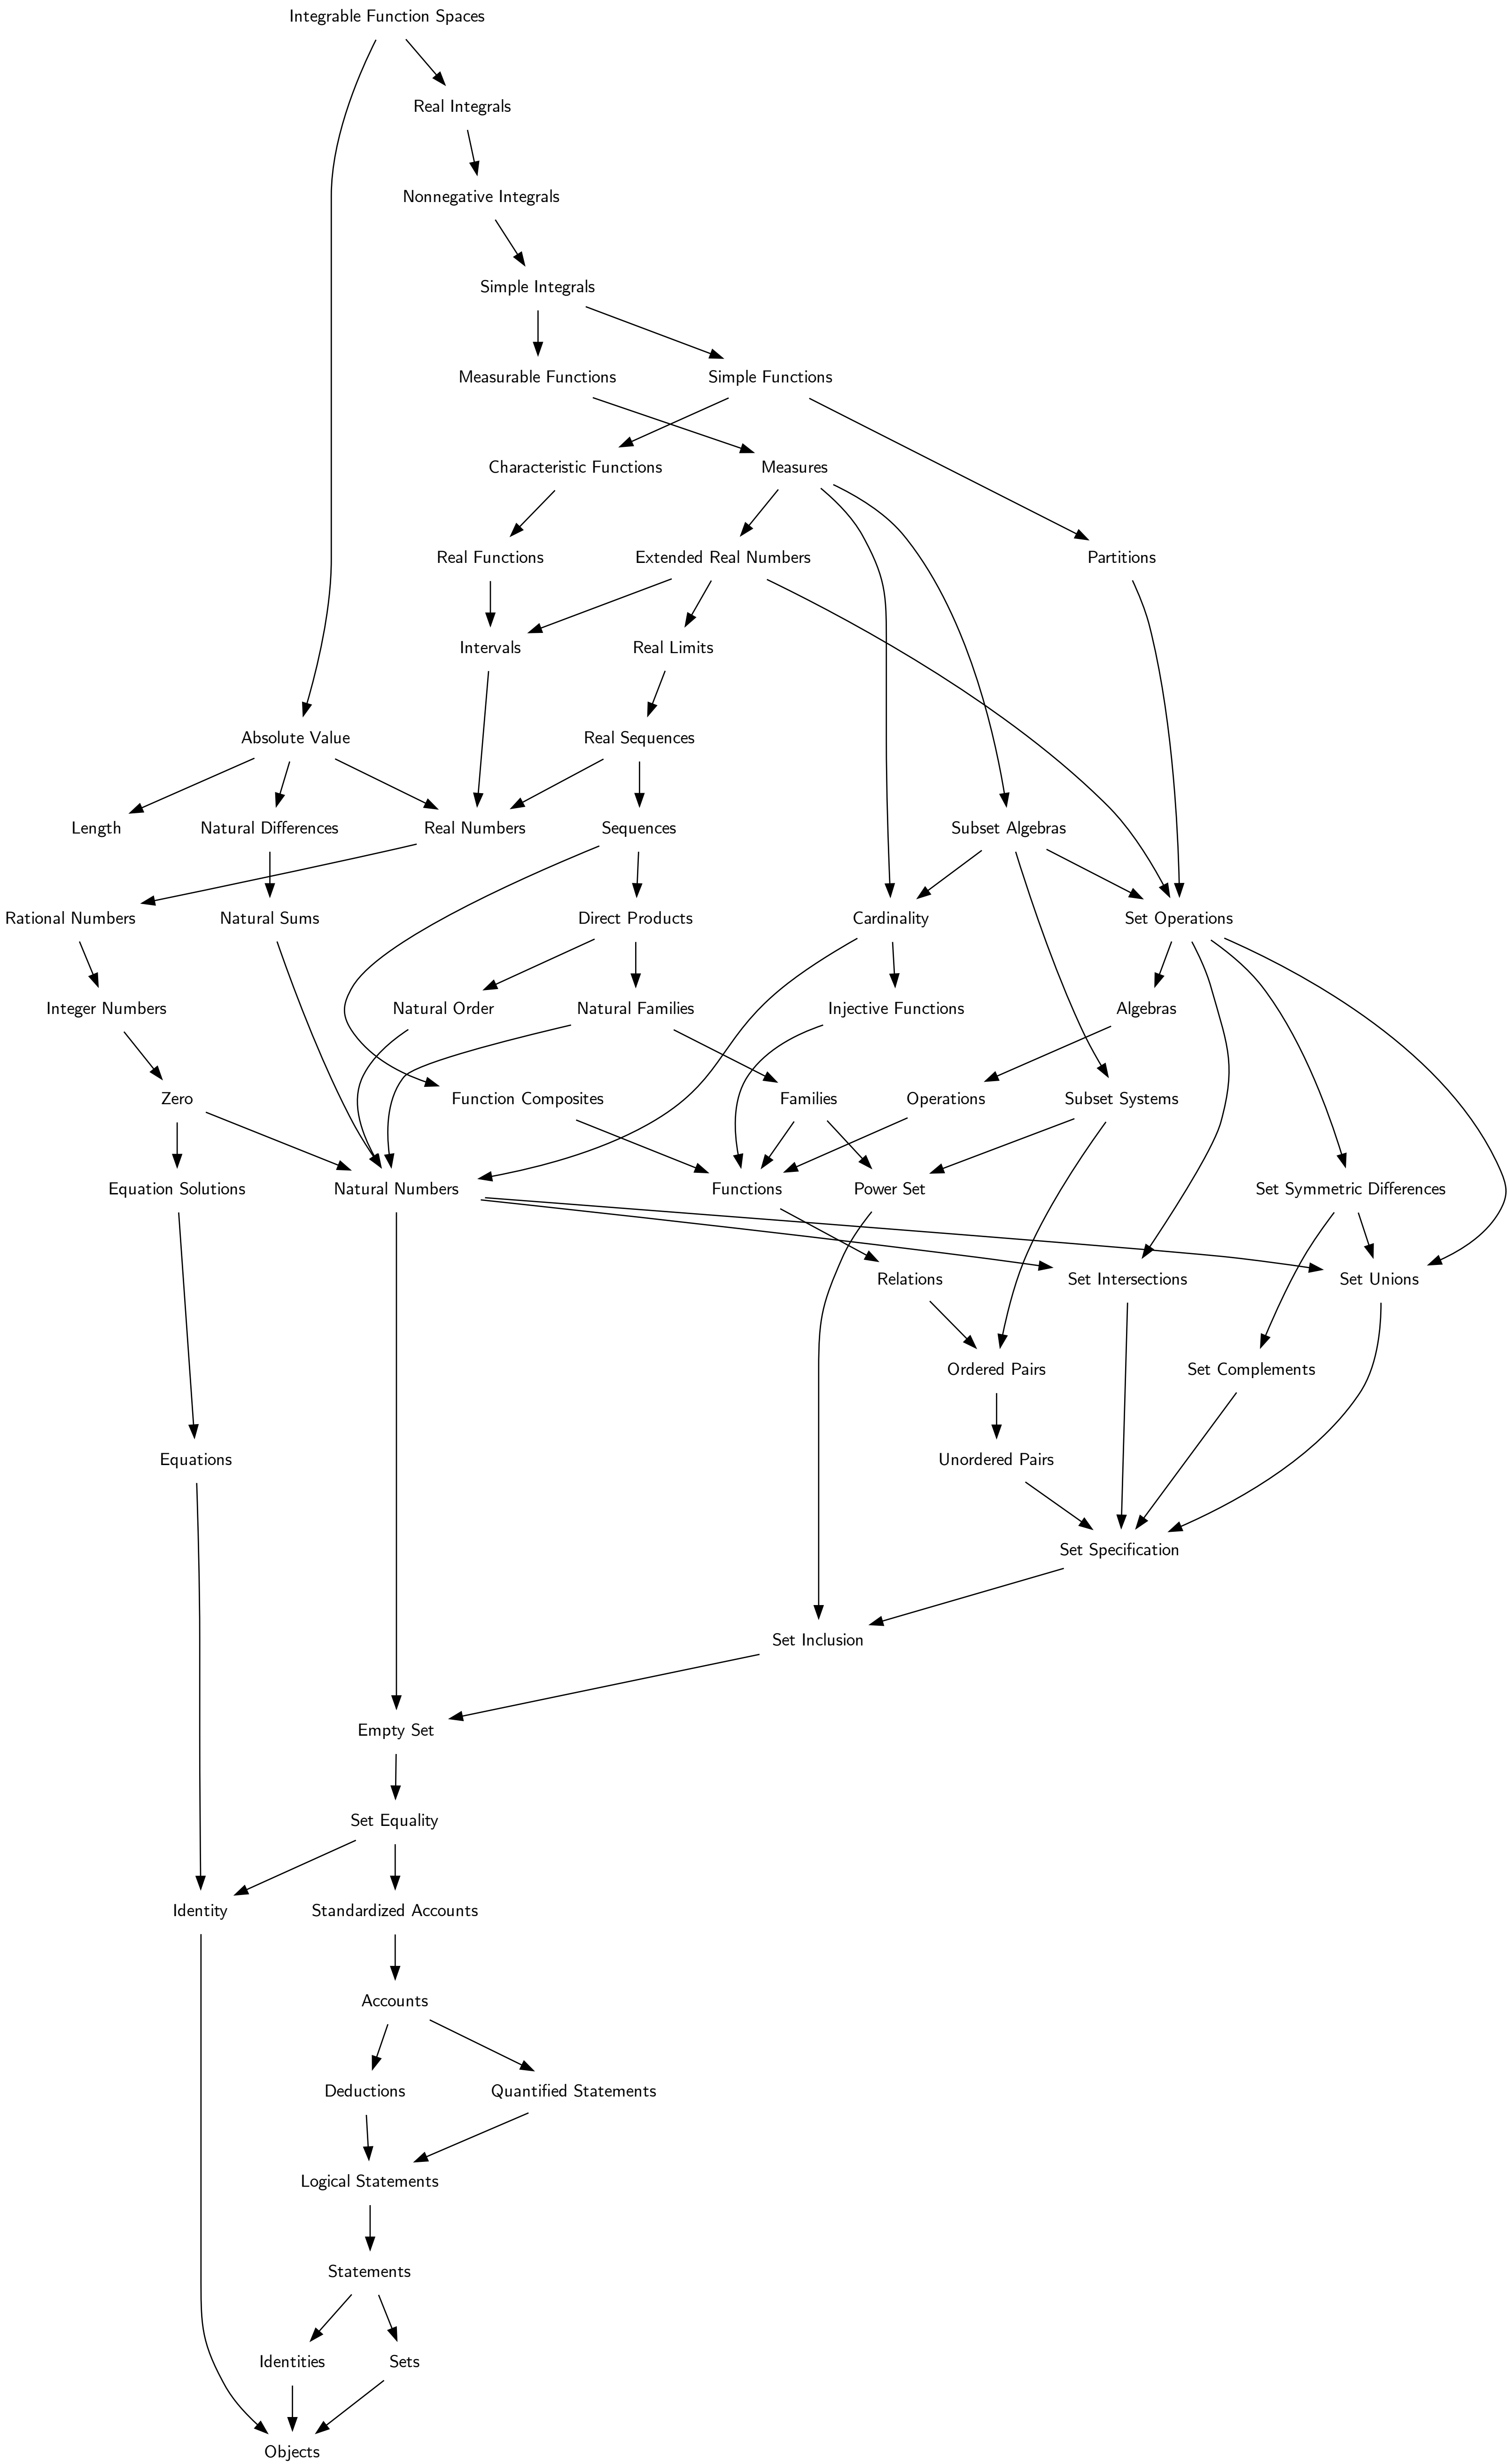 Integrable Function Spaces
Real Integrals
Nonnegative Integrals
Simple Integrals
Measurable Functions
Simple Functions
Characteristic Functions
Measures
Real Functions
Extended Real Numbers
Partitions
Intervals
Real Limits
Absolute Value
Real Sequences
Length
Natural Differences
Real Numbers
Sequences
Subset Algebras
Rational Numbers
Natural Sums
Direct Products
Cardinality
Set Operations
Integer Numbers
Natural Order
Natural Families
Injective Functions
Algebras
Zero
Function Composites
Families
Operations
Subset Systems
Equation Solutions
Natural Numbers
Functions
Power Set
Set Symmetric Differences
Relations
Set Intersections
Set Unions
Ordered Pairs
Set Complements
Equations
Unordered Pairs
Set Specification
Set Inclusion
Empty Set
Set Equality
Identity
Standardized Accounts
Accounts
Deductions
Quantified Statements
Logical Statements
Statements
Identities
Sets
Objects